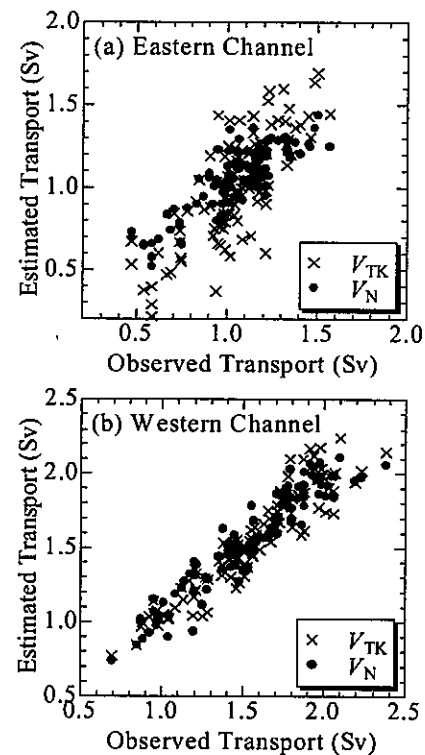 2.0
(a) Eastern Channel
1.5
1.0
0.5
Estimated Transport (Sv)
× V_TK
● V_N
0.5 1.0 1.5 2.0
Observed Transport (Sv)
2.5
(b) Western Channel
2.0
1.5
1.0
0.5
Estimated Transport (Sv)
× V_TK
● V_N
0.5 1.0 1.5 2.0 2.5
Observed Transport (Sv)